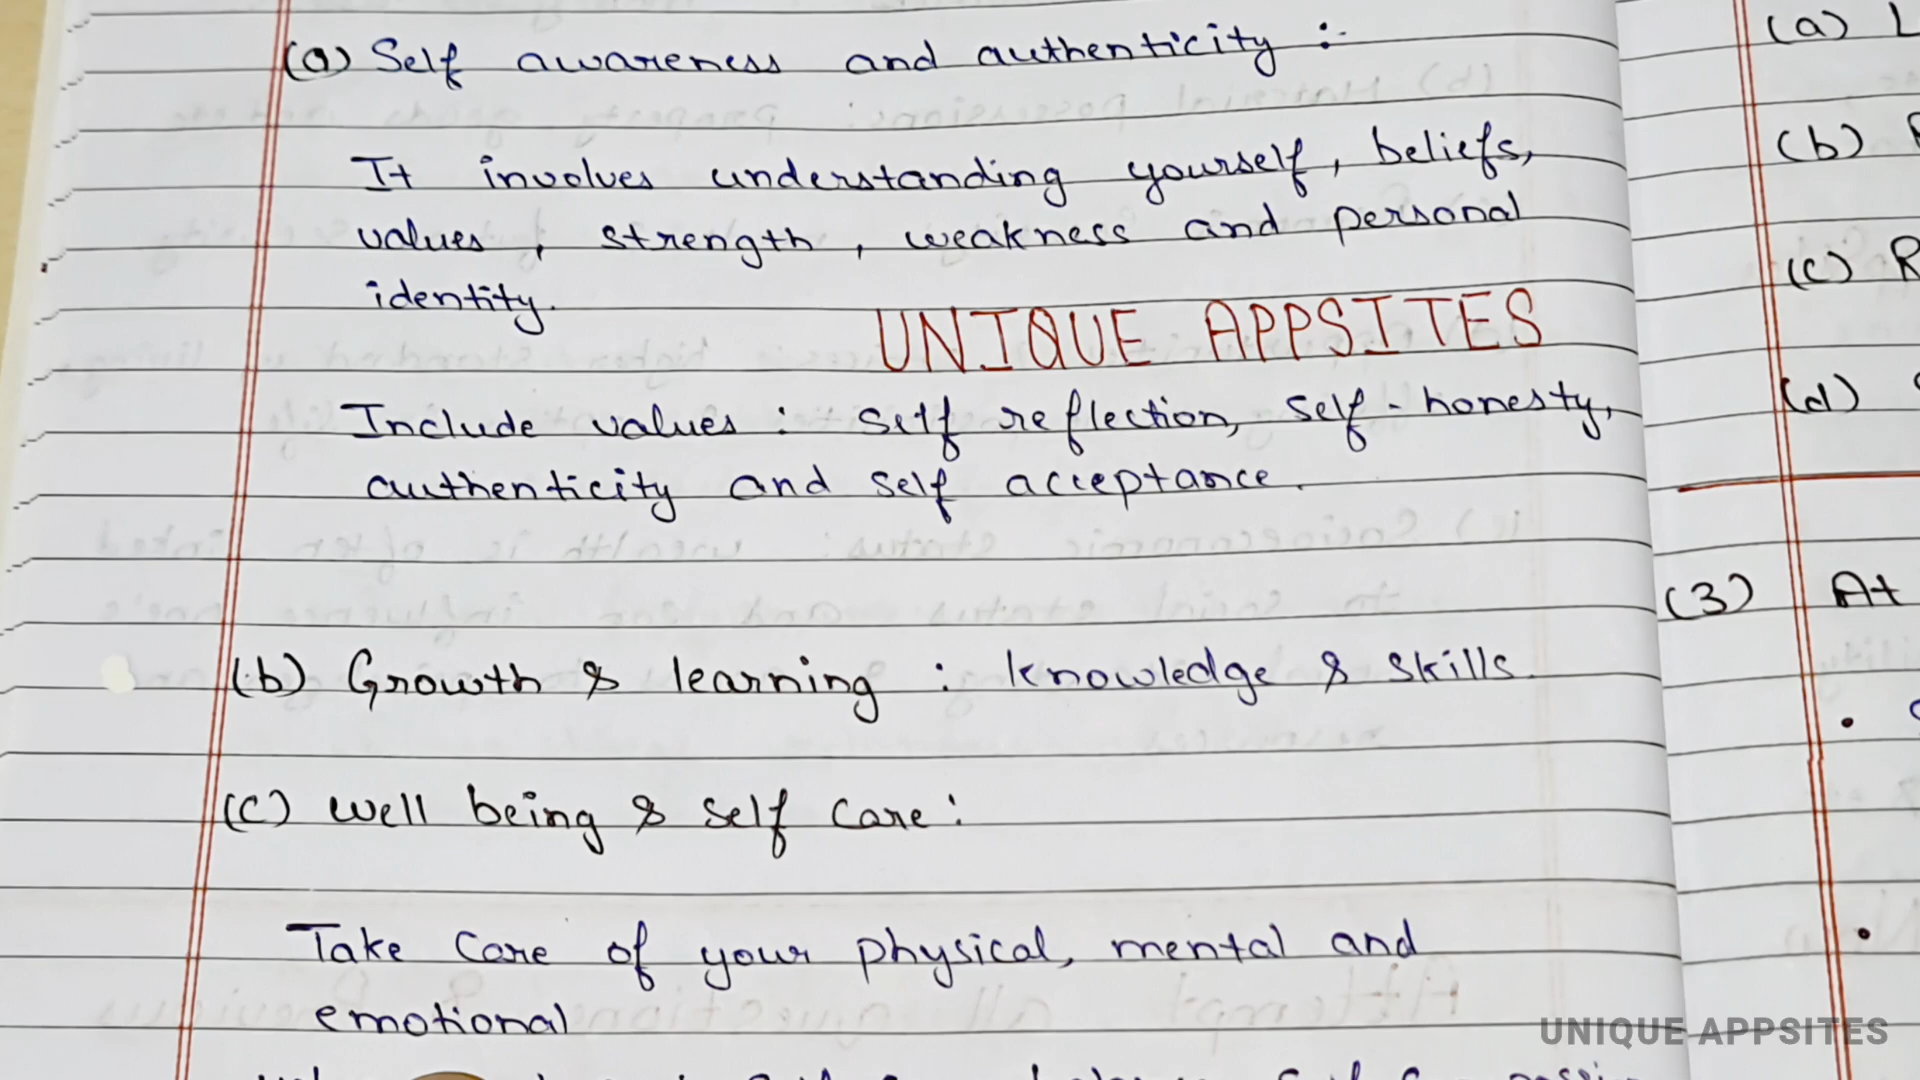 (a) Self awareness and authenticity :-
It involves understanding yourself, beliefs,
values, strength, weakness and personal
identity.
UNIQUE APPSITES
Include values : Self reflection, self-honesty,
authenticity and self acceptance.
(b) Growth & learning : knowledge & skills.
(c) Well being & self care :
Take care of your physical, mental and
emotional
(a) L
(b)
(c) R
(d)
(3) At
UNIQUE APPSITES